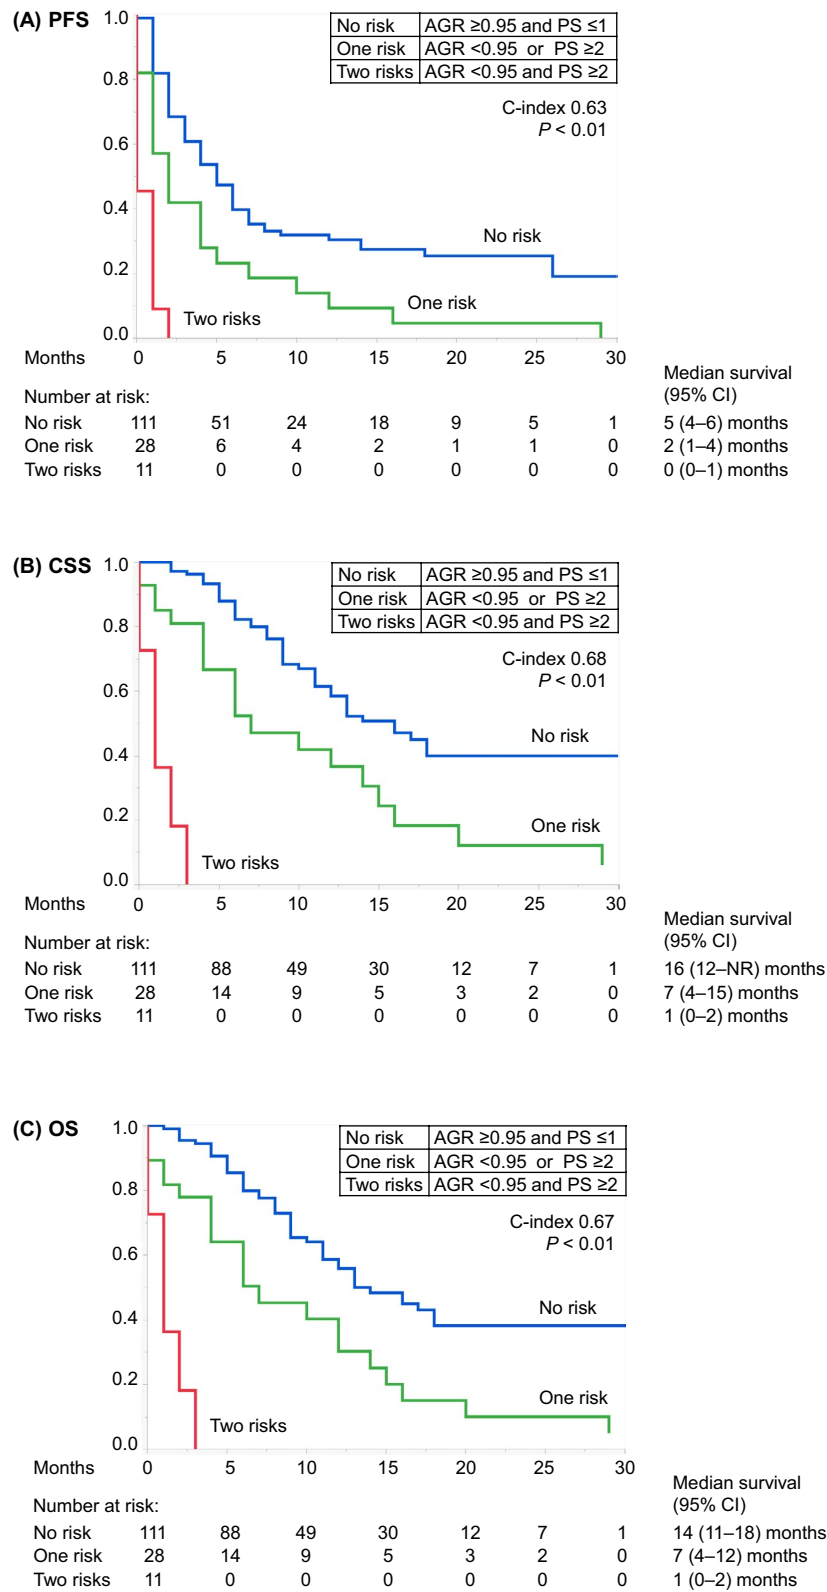 (A) PFS
No risk AGR ≥0.95 and PS ≤1
One risk AGR <0.95 or PS ≥2
Two risks AGR <0.95 and PS ≥2
C-index 0.63
P < 0.01
1.0
0.8
0.6
0.4
0.2
0.0
No risk
One risk
Two risks
Months 0 5 10 15 20 25 30
Median survival
(95% CI)
Number at risk:
No risk 111 51 24 18 9 5 1 5 (4–6) months
One risk 28 6 4 2 1 1 0 2 (1–4) months
Two risks 11 0 0 0 0 0 0 0 (0–1) months
(B) CSS
No risk AGR ≥0.95 and PS ≤1
One risk AGR <0.95 or PS ≥2
Two risks AGR <0.95 and PS ≥2
C-index 0.68
P < 0.01
1.0
0.8
0.6
0.4
0.2
0.0
No risk
One risk
Two risks
Months 0 5 10 15 20 25 30
Median survival
(95% CI)
Number at risk:
No risk 111 88 49 30 12 7 1 16 (12–NR) months
One risk 28 14 9 5 3 2 0 7 (4–15) months
Two risks 11 0 0 0 0 0 0 1 (0–2) months
(C) OS
No risk AGR ≥0.95 and PS ≤1
One risk AGR <0.95 or PS ≥2
Two risks AGR <0.95 and PS ≥2
C-index 0.67
P < 0.01
1.0
0.8
0.6
0.4
0.2
0.0
No risk
One risk
Two risks
Months 0 5 10 15 20 25 30
Median survival
(95% CI)
Number at risk:
No risk 111 88 49 30 12 7 1 14 (11–18) months
One risk 28 14 9 5 3 2 0 7 (4–12) months
Two risks 11 0 0 0 0 0 0 1 (0–2) months